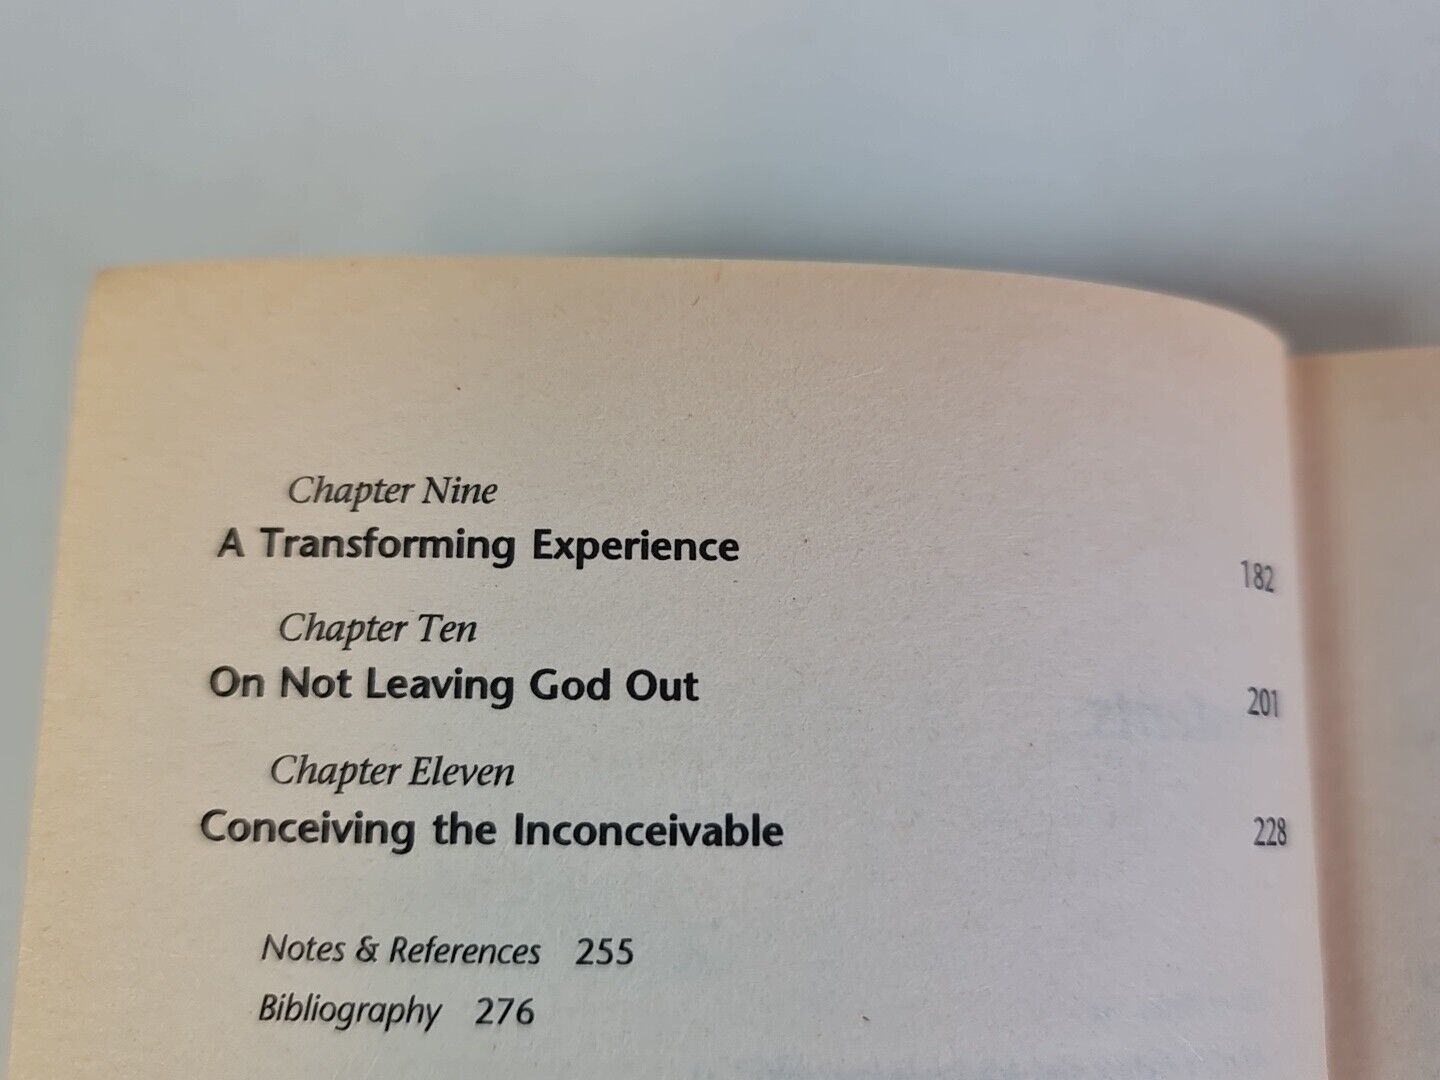 Chapter Nine
A Transforming Experience 182
Chapter Ten
On Not Leaving God Out 201
Chapter Eleven
Conceiving the Inconceivable 228
Notes & References 255
Bibliography 276